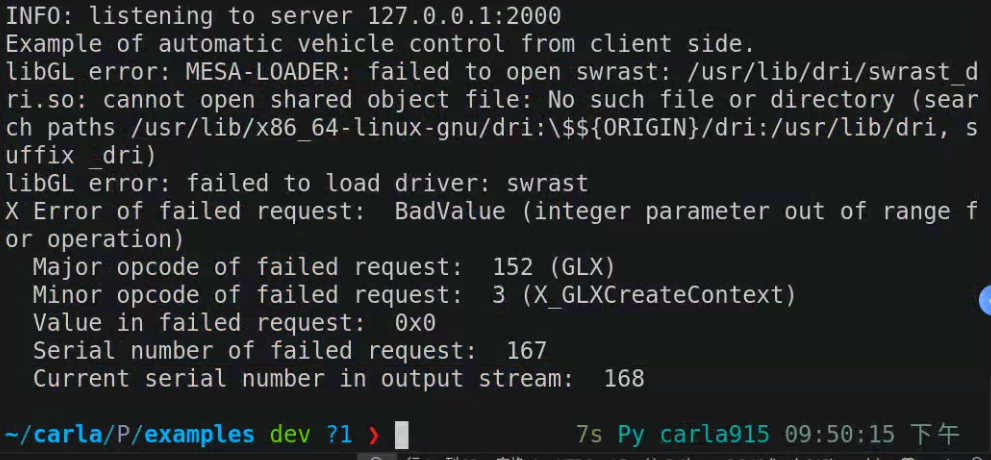 INFO: listening to server 127.0.0.1:2000
Example of automatic vehicle control from client side.
libGL error: MESA-LOADER: failed to open swrast: /usr/lib/dri/swrast_d
ri.so: cannot open shared object file: No such file or directory (sear
ch paths /usr/lib/x86_64-linux-gnu/dri:\$${ORIGIN}/dri:/usr/lib/dri, s
uffix _dri)
libGL error: failed to load driver: swrast
X Error of failed request:  BadValue (integer parameter out of range f
or operation)
  Major opcode of failed request:  152 (GLX)
  Minor opcode of failed request:  3 (X_GLXCreateContext)
  Value in failed request:  0x0
  Serial number of failed request:  167
  Current serial number in output stream:  168
~/carla/P/examples dev ?1 ❯ 7s Py carla915 09:50:15 下午